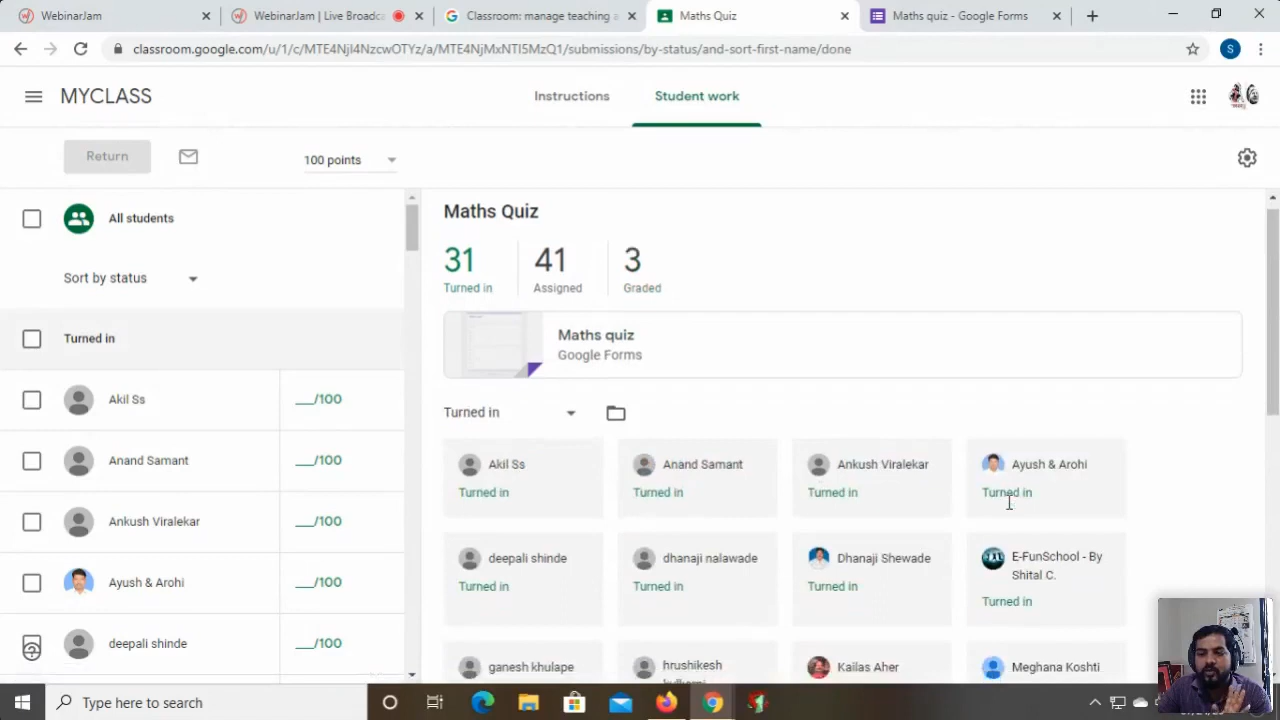 WebinarJam
WebinarJam | Live Broadca
Classroom: manage teaching a
Maths Quiz
Maths quiz - Google Forms
classroom.google.com/u/1/c/MTE4NjI4NzcwOTYz/a/MTE4NjMxNTI5MzQ1/submissions/by-status/and-sort-first-name/done
S
MYCLASS
Instructions
Student work
Return
100 points
All students
Sort by status
Turned in
Akil Ss
__/100
Anand Samant
__/100
Ankush Viralekar
__/100
Ayush & Arohi
__/100
deepali shinde
__/100
Maths Quiz
31
41
3
Turned in
Assigned
Graded
Maths quiz
Google Forms
Turned in
Akil Ss
Anand Samant
Ankush Viralekar
Ayush & Arohi
Turned in
Turned in
Turned in
Turned in
deepali shinde
dhanaji nalawade
Dhanaji Shewade
E-FunSchool - By
Shital C.
Turned in
Turned in
Turned in
Turned in
ganesh khulape
hrushikesh
Kailas Aher
Meghana Koshti
Type here to search